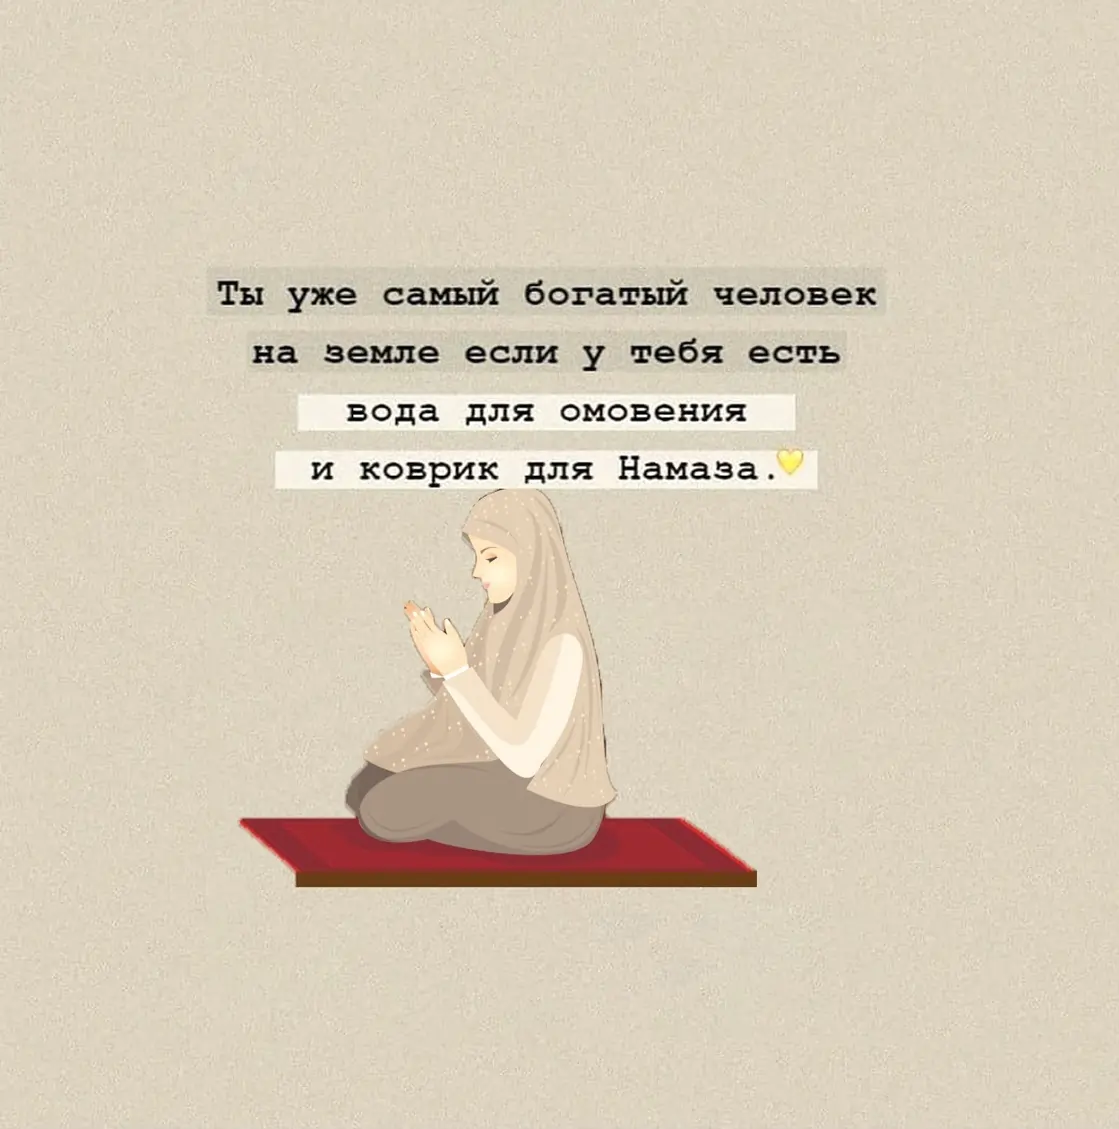 Ты уже самый богатый человек
на земле если у тебя есть
вода для омовения
и коврик для Намаза.💛